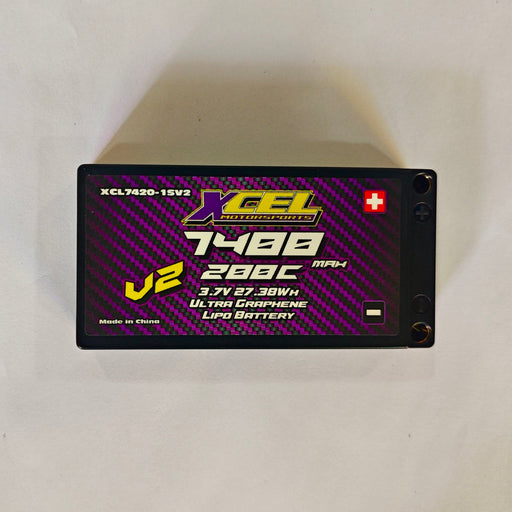 XCL7420-1SV2
XCEL
MOTORSPORTS
7400
200C MAX
V2
3.7V 27.38WH
ULTRA GRAPHENE
LIPO BATTERY
Made in China